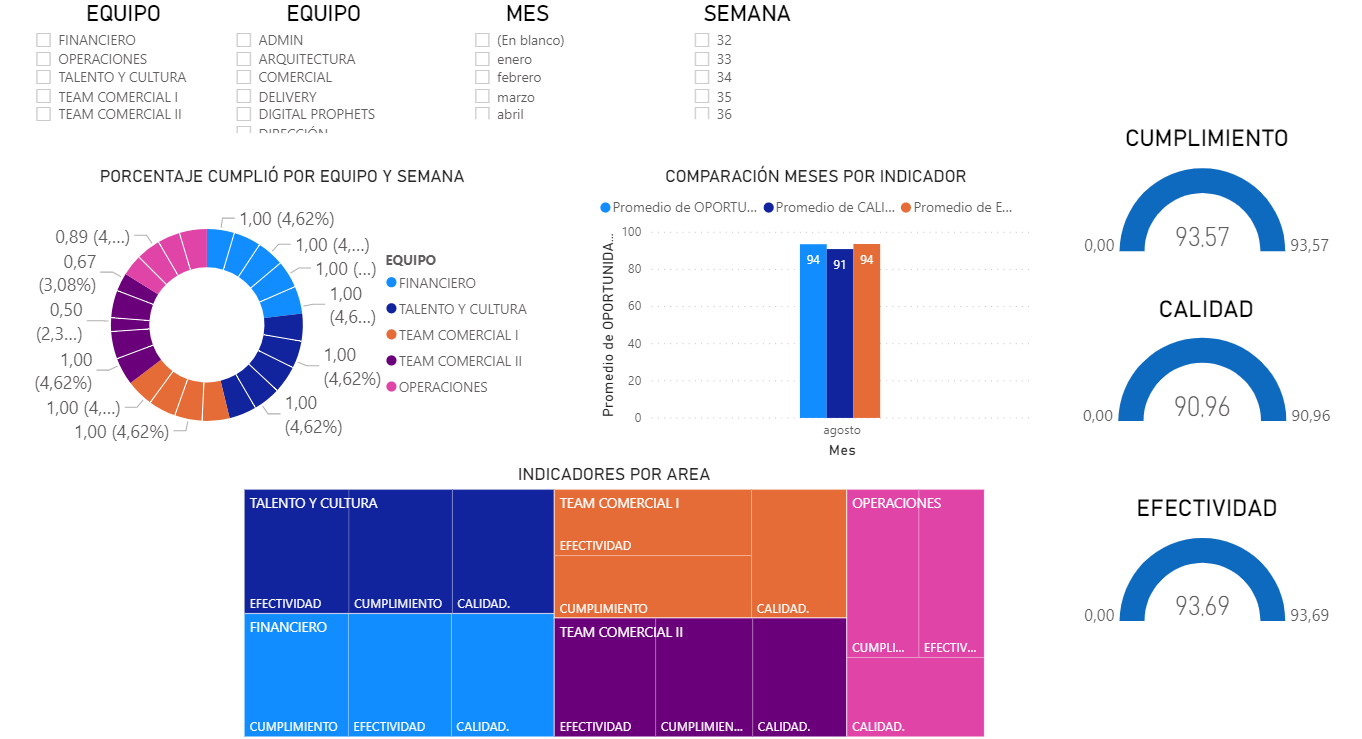 EQUIPO
FINANCIERO
OPERACIONES
TALENTO Y CULTURA
TEAM COMERCIAL I
TEAM COMERCIAL II
EQUIPO
ADMIN
ARQUITECTURA
COMERCIAL
DELIVERY
DIGITAL PROPHETS
DIRECCIÓN
MES
(En blanco)
enero
febrero
marzo
abril
SEMANA
32
33
34
35
36
PORCENTAJE CUMPLIÓ POR EQUIPO Y SEMANA
1,00 (4,62%)
1,00 (4,...)
1,00 (...)
1,00
(4,6...)
1,00
(4,62%)
1,00
(4,62%)
1,00 (4,62%)
1,00 (4,...)
1,00
(4,62%)
0,50
(2,3...)
0,67
(3,08%)
0,89 (4,...)
EQUIPO
FINANCIERO
TALENTO Y CULTURA
TEAM COMERCIAL I
TEAM COMERCIAL II
OPERACIONES
COMPARACIÓN MESES POR INDICADOR
Promedio de OPORTU...
Promedio de CALI...
Promedio de E...
Promedio de OPORTUNIDA...
100
80
60
40
20
0
94
91
94
agosto
Mes
CUMPLIMIENTO
93,57
0,00
93,57
CALIDAD
90,96
0,00
90,96
EFECTIVIDAD
93,69
0,00
93,69
INDICADORES POR AREA
TALENTO Y CULTURA
EFECTIVIDAD
CUMPLIMIENTO
CALIDAD.
FINANCIERO
CUMPLIMIENTO
EFECTIVIDAD
CALIDAD.
TEAM COMERCIAL I
EFECTIVIDAD
CUMPLIMIENTO
CALIDAD.
TEAM COMERCIAL II
EFECTIVIDAD
CUMPLIMIEN...
CALIDAD.
OPERACIONES
CUMPLI...
EFECTIV...
CALIDAD.